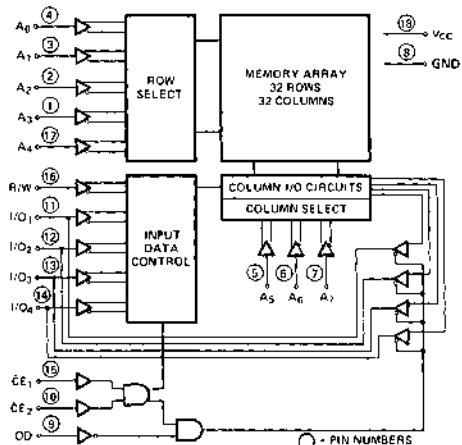 ④ A0
③ A1
② A2
① A3
⑰ A4
ROW
SELECT
MEMORY ARRAY
32 ROWS
32 COLUMNS
⑱ VCC
⑧ GND
⑯ R/W
⑪ I/O1
⑫ I/O2
⑬ I/O3
⑭ I/O4
INPUT
DATA
CONTROL
COLUMN I/O CIRCUITS
COLUMN SELECT
⑤ ⑥ ⑦
A5 A6 A7
⑮ CE1
⑩ CE2
⑨ OD
- PIN NUMBERS